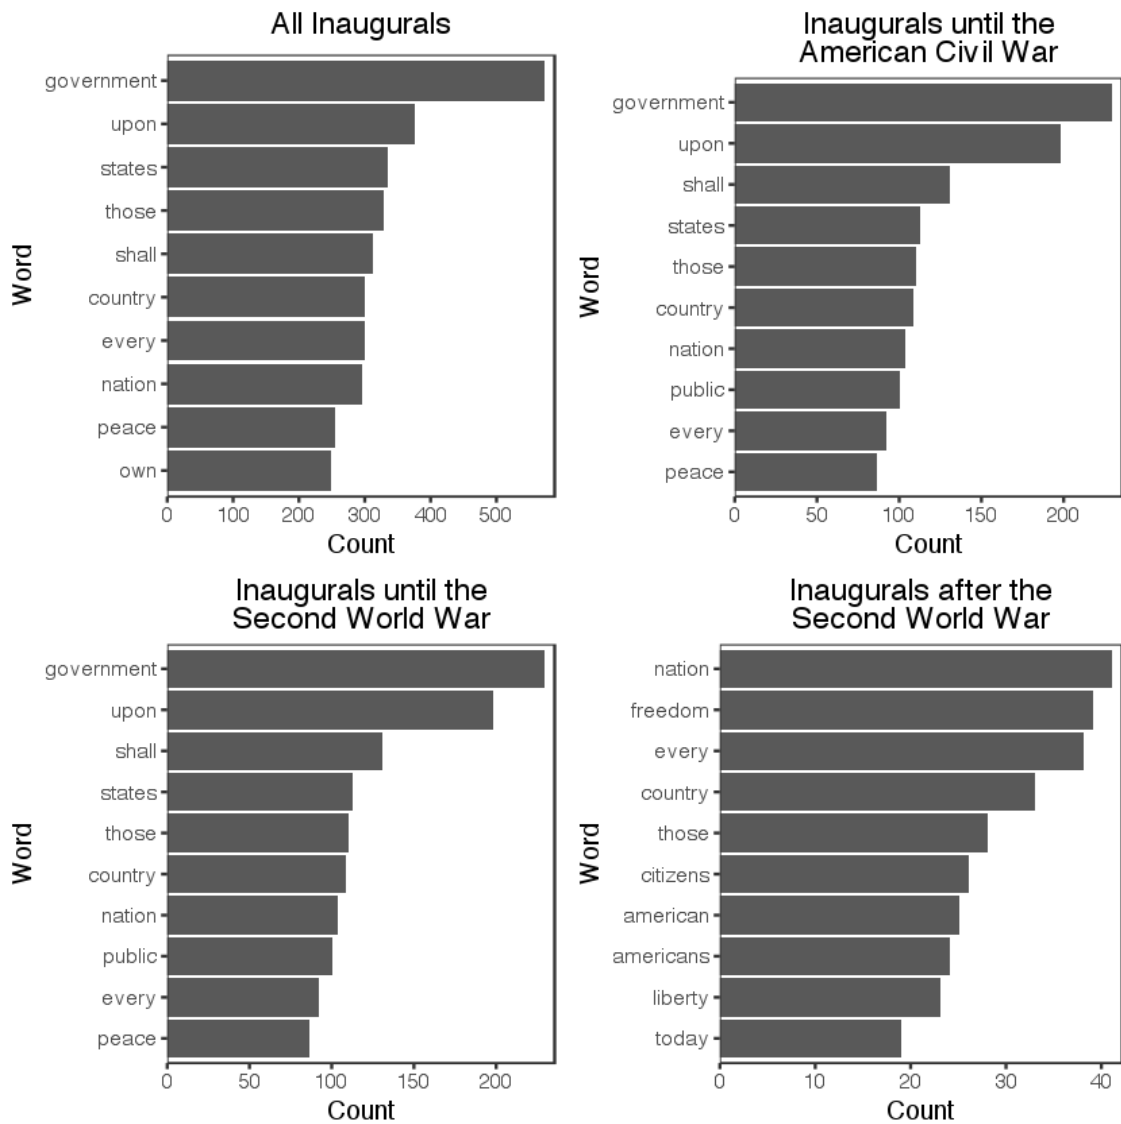 All Inaugurals
Word
government
upon
states
those
shall
country
every
nation
peace
own
0 100 200 300 400 500
Count
Inaugurals until the
American Civil War
Word
government
upon
shall
states
those
country
nation
public
every
peace
0 50 100 150 200
Count
Inaugurals until the
Second World War
Word
government
upon
shall
states
those
country
nation
public
every
peace
0 50 100 150 200
Count
Inaugurals after the
Second World War
Word
nation
freedom
every
country
those
citizens
american
americans
liberty
today
0 10 20 30 40
Count